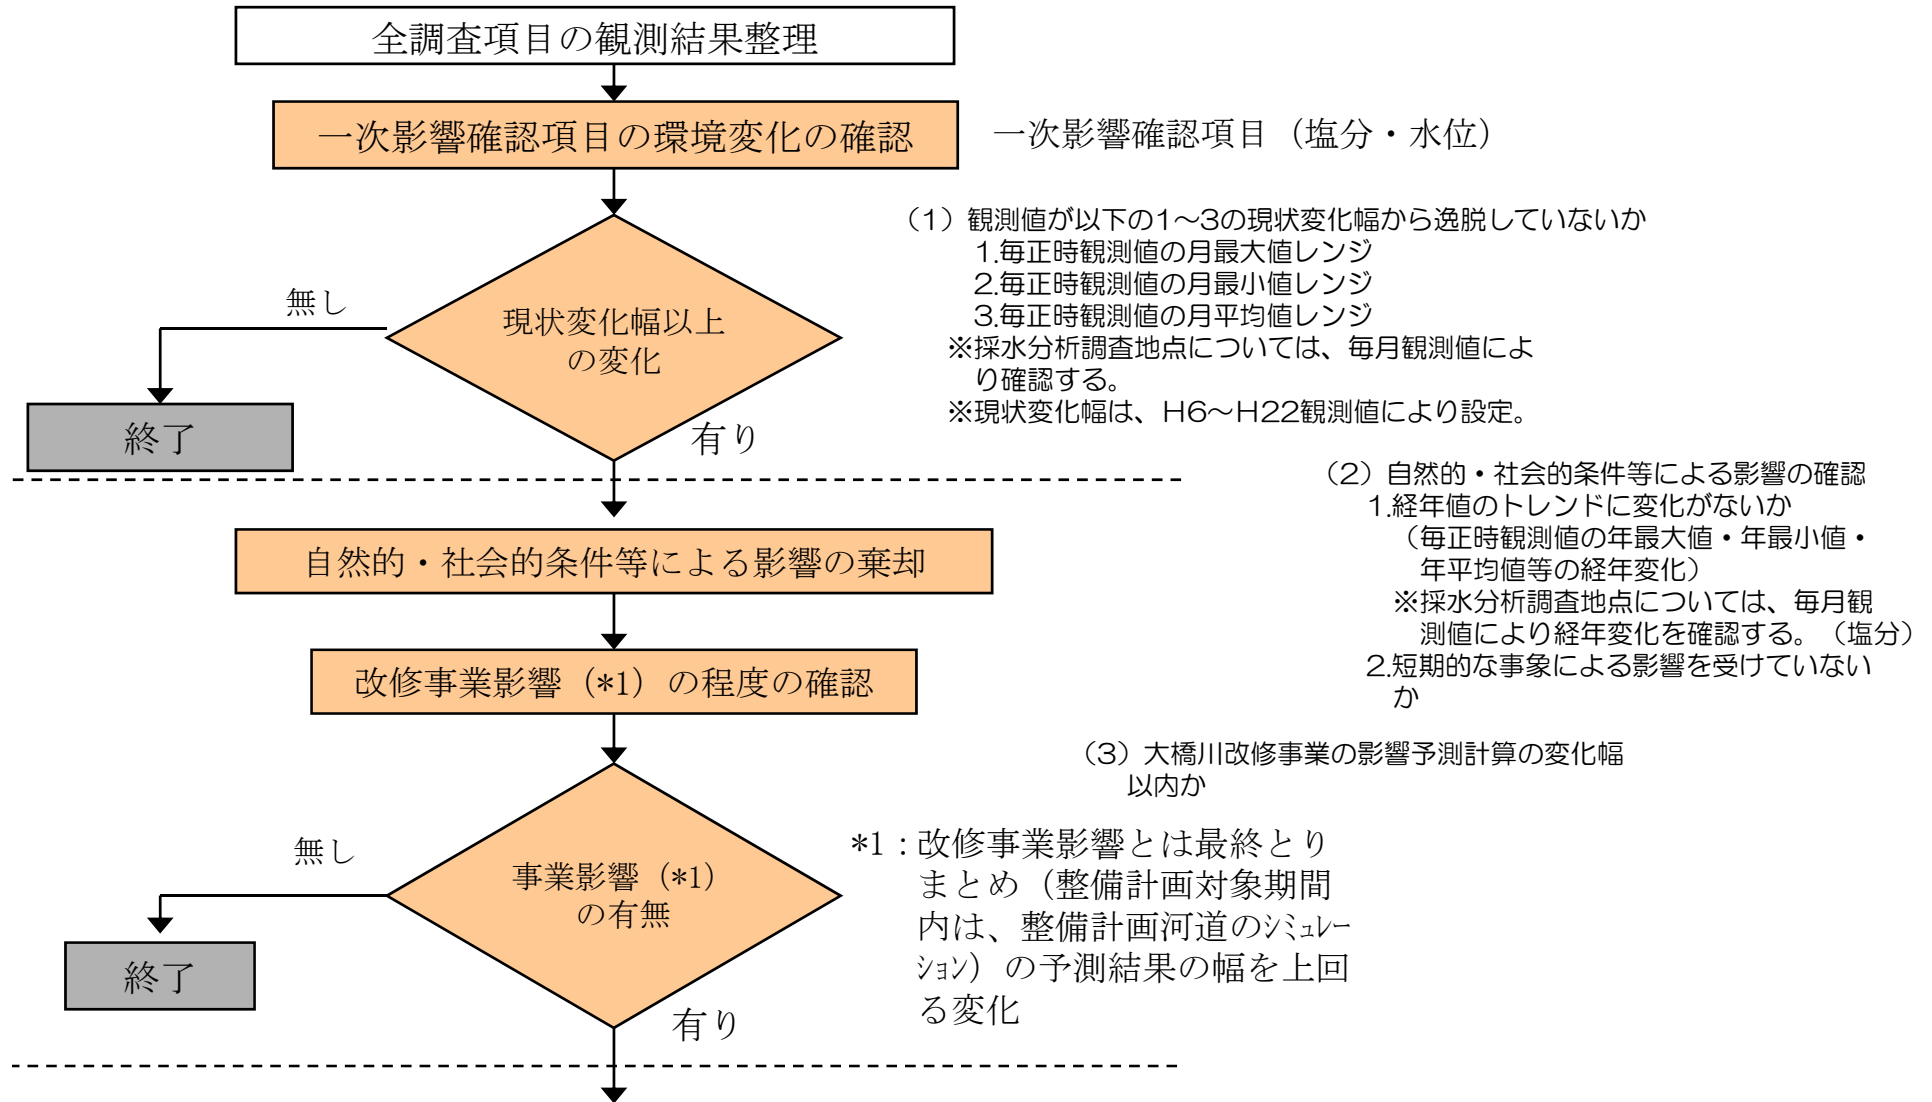 全調査項目の観測結果整理
一次影響確認項目の環境変化の確認
一次影響確認項目（塩分・水位）
（1）観測値が以下の1～3の現状変化幅から逸脱していないか
1.毎正時観測値の月最大値レンジ
2.毎正時観測値の月最小値レンジ
3.毎正時観測値の月平均値レンジ
※採水分析調査地点については、毎月観測値によ
り確認する。
※現状変化幅は、H6～H22観測値により設定。
無し
現状変化幅以上
の変化
終了
有り
（2）自然的・社会的条件等による影響の確認
1.経年値のトレンドに変化がないか
（毎正時観測値の年最大値・年最小値・
年平均値等の経年変化）
※採水分析調査地点については、毎月観
測値により経年変化を確認する。（塩分）
2.短期的な事象による影響を受けていない
か
自然的・社会的条件等による影響の棄却
改修事業影響（*1）の程度の確認
（3）大橋川改修事業の影響予測計算の変化幅
以内か
無し
事業影響（*1）
の有無
終了
有り
*1：改修事業影響とは最終とり
まとめ（整備計画対象期間
内は、整備計画河道のｼﾐｭﾚｰ
ｼｮﾝ）の予測結果の幅を上回
る変化